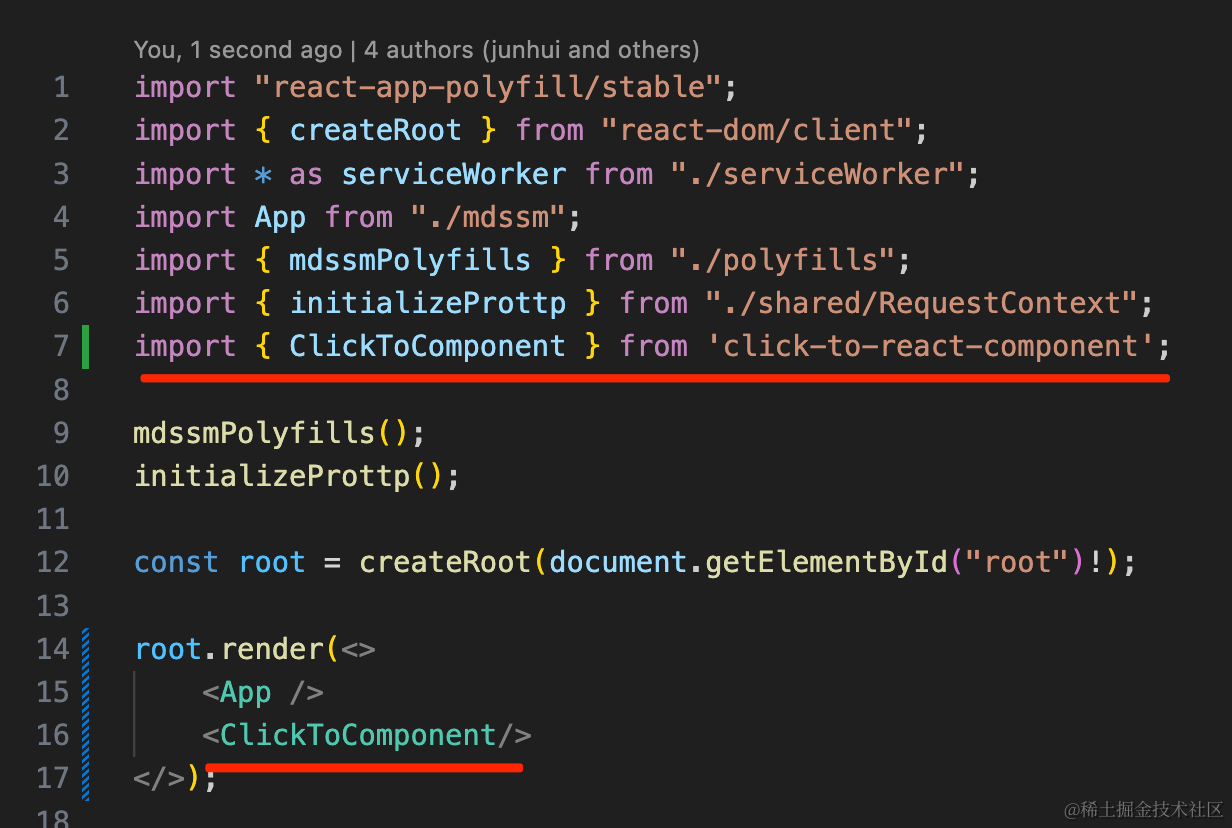 You, 1 second ago | 4 authors (junhui and others)
1 import "react-app-polyfill/stable";
2 import { createRoot } from "react-dom/client";
3 import * as serviceWorker from "./serviceWorker";
4 import App from "./mdssm";
5 import { mdssmPolyfills } from "./polyfills";
6 import { initializeProttp } from "./shared/RequestContext";
7 import { ClickToComponent } from 'click-to-react-component';
8
9 mdssmPolyfills();
10 initializeProttp();
11
12 const root = createRoot(document.getElementById("root")!);
13
14 root.render(<>
15     <App />
16     <ClickToComponent/>
17 </>);
18
@稀土掘金技术社区